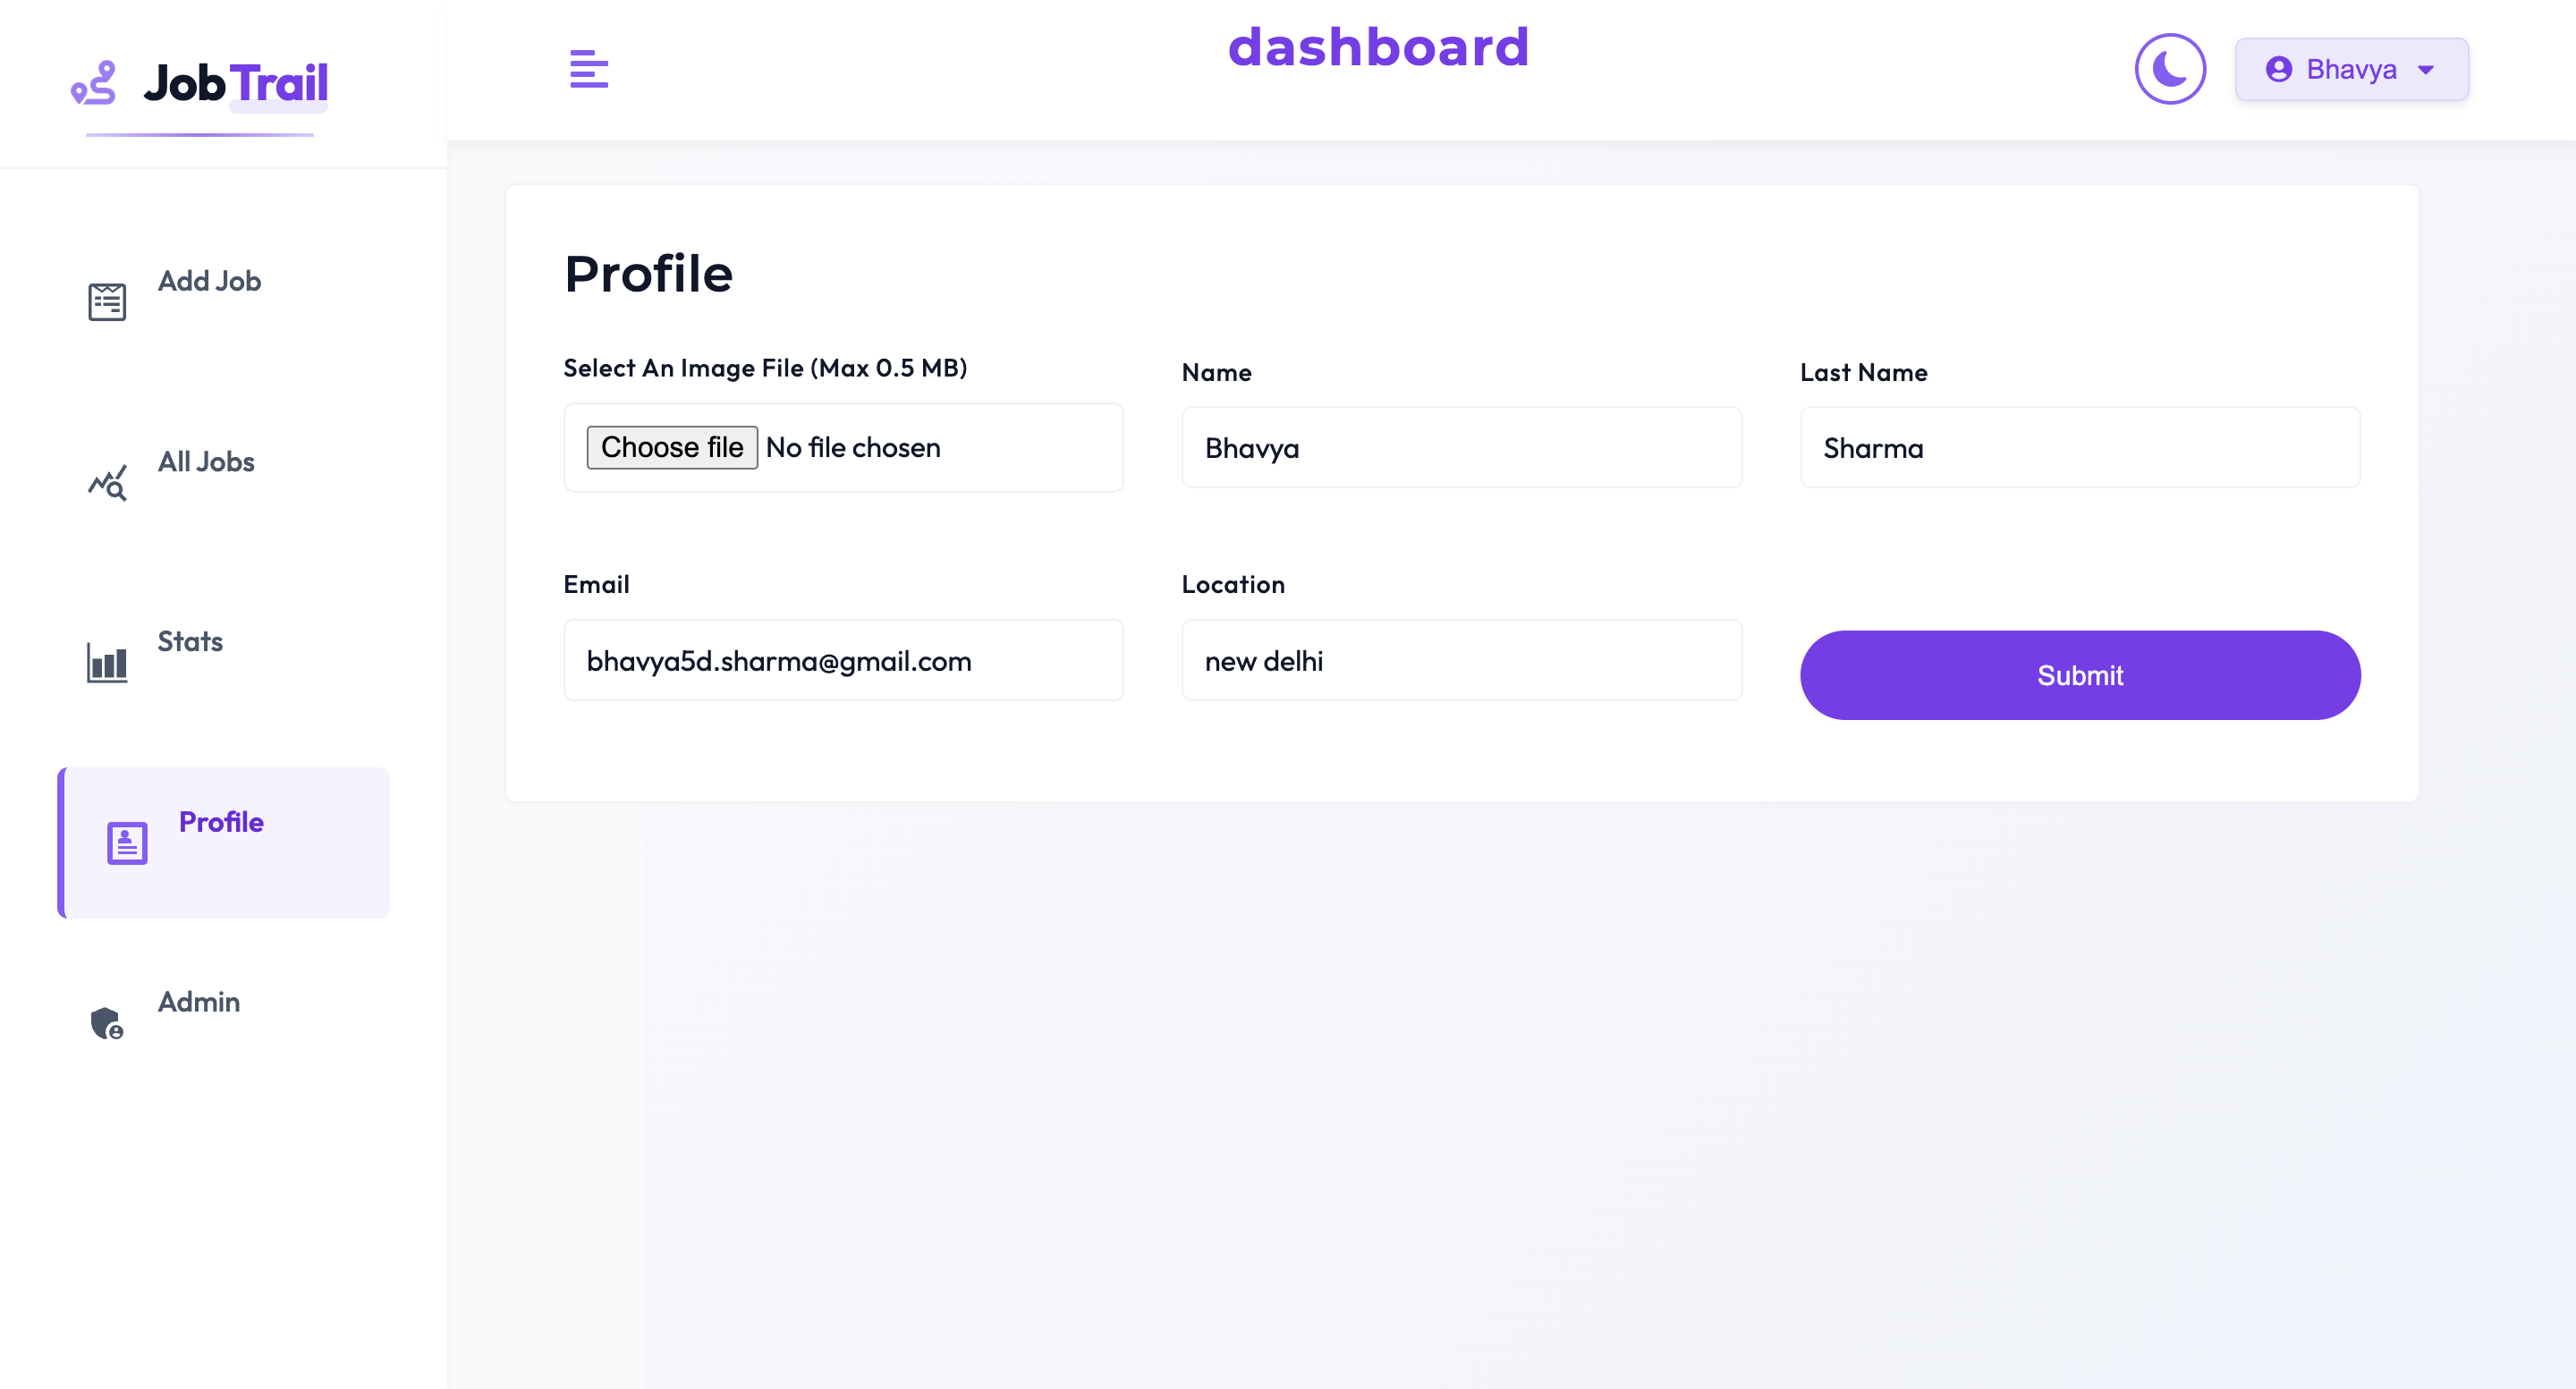 JobTrail
dashboard
Bhavya
Add Job
All Jobs
Stats
Profile
Admin
Profile
Select An Image File (Max 0.5 MB)
Choose file No file chosen
Name
Bhavya
Last Name
Sharma
Email
bhavya5d.sharma@gmail.com
Location
new delhi
Submit